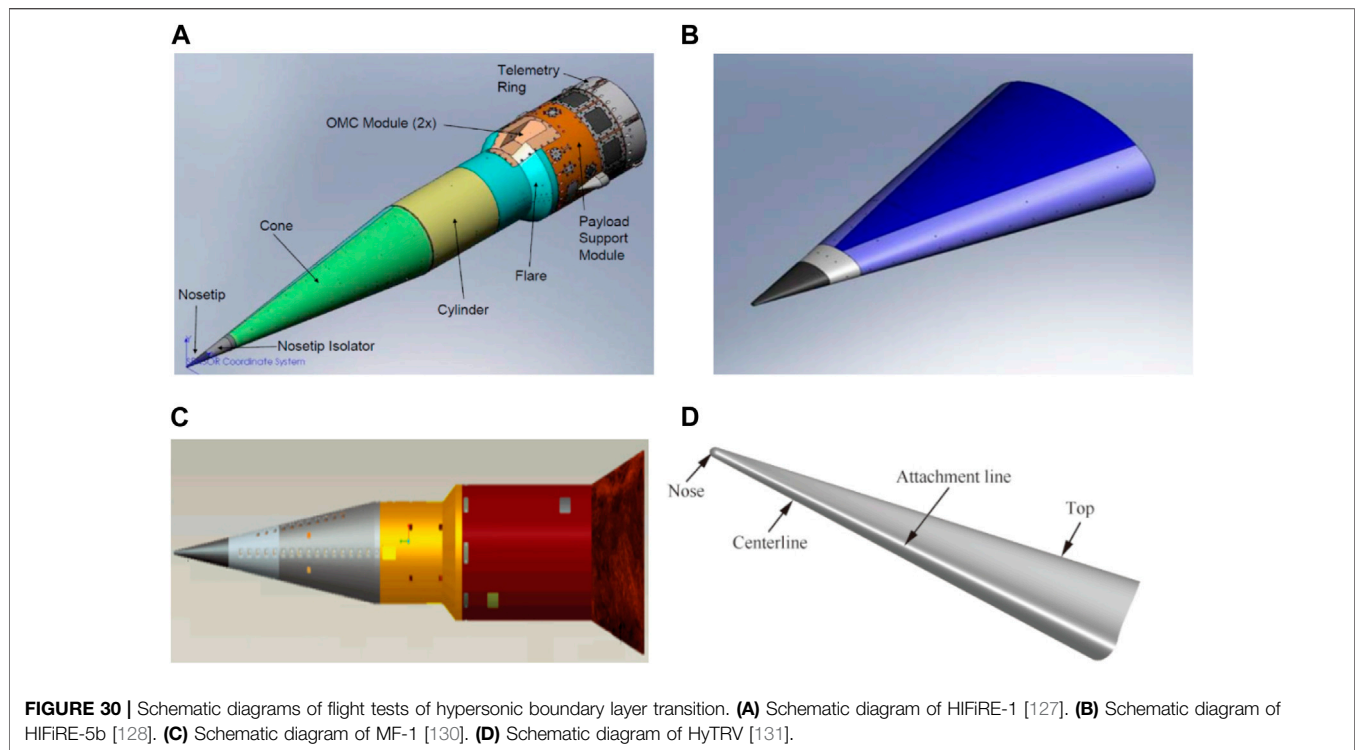 A
Telemetry
Ring
OMC Module (2x)
Cone
Payload
Support
Module
Flare
Cylinder
Nosetip
Nosetip Isolator
Coordinate System
B
C
D
Nose
Attachment line
Top
Centerline
FIGURE 30 | Schematic diagrams of flight tests of hypersonic boundary layer transition. (A) Schematic diagram of HIFiRE-1 [127]. (B) Schematic diagram of
HIFiRE-5b [128]. (C) Schematic diagram of MF-1 [130]. (D) Schematic diagram of HyTRV [131].